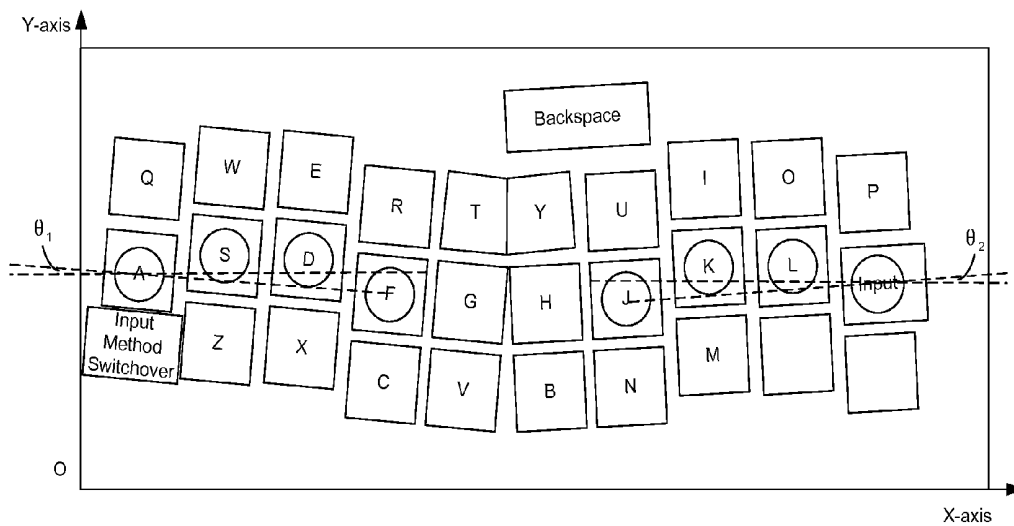 Y-axis
Backspace
Q
W
E
R
T
Y
U
I
O
P
θ1
A
S
D
F
G
H
J
K
L
Input
θ2
Input
Method
Switchover
Z
X
C
V
B
N
M
O
X-axis